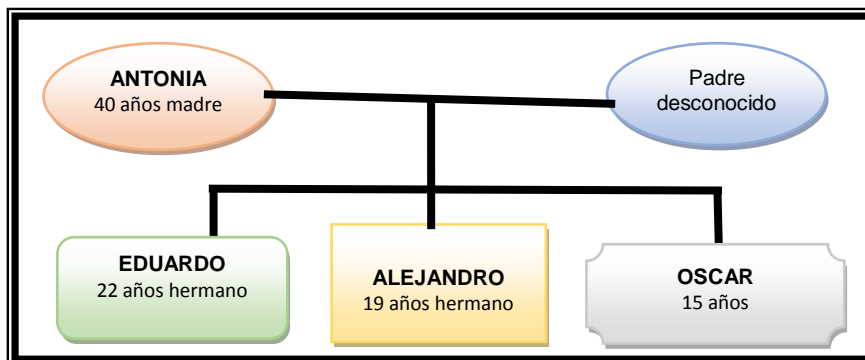 ANTONIA
40 años madre
Padre
desconocido
EDUARDO
22 años hermano
ALEJANDRO
19 años hermano
OSCAR
15 años